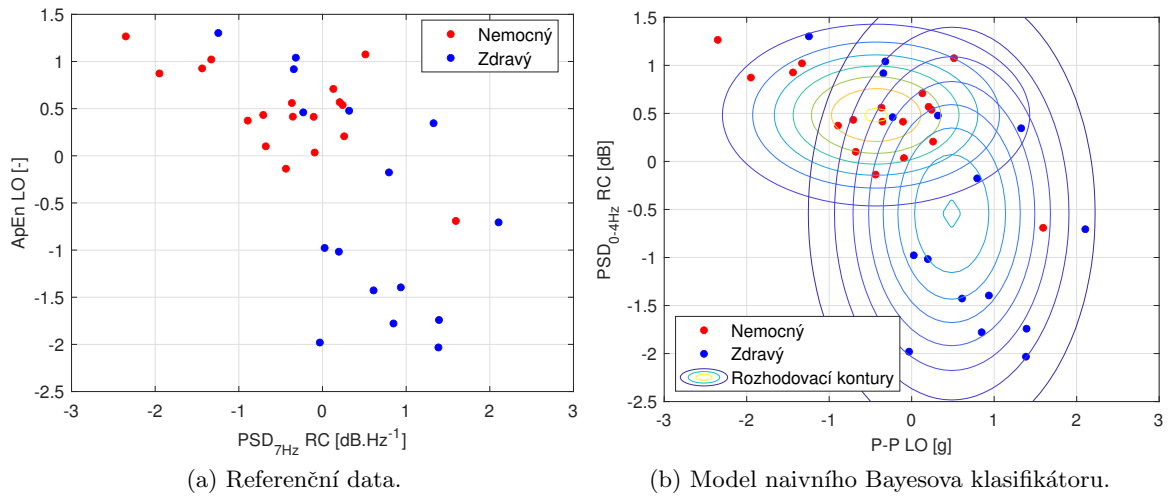 1.5
1
0.5
0
-0.5
-1
-1.5
-2
-2.5
ApEn LO [-]
Nemocný
Zdravý
-3
-2
-1
0
1
2
3
PSD7Hz RC [dB.Hz-1]
(a) Referenční data.
1.5
1
0.5
0
-0.5
-1
-1.5
-2
-2.5
PSD0-4Hz RC [dB]
Nemocný
Zdravý
Rozhodovací kontury
-3
-2
-1
0
1
2
3
P-P LO [g]
(b) Model naivního Bayesova klasifikátoru.